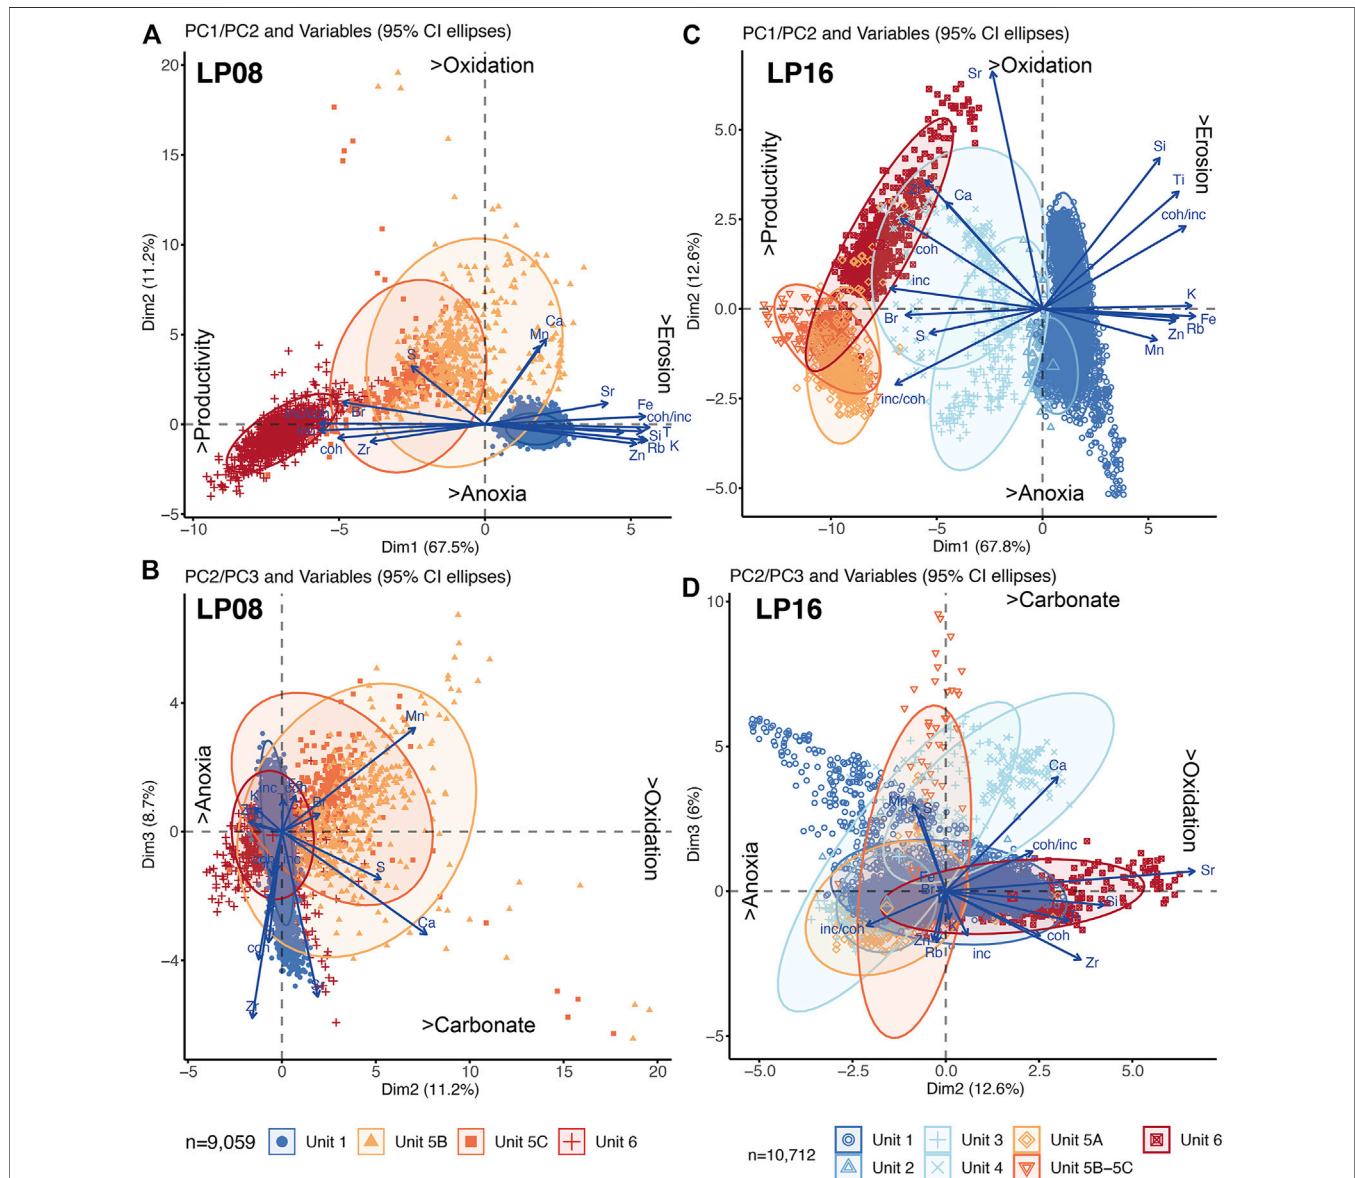 A
PC1/PC2 and Variables (95% CI ellipses)
LP08
>Oxidation
>Productivity
>Erosion
>Anoxia
Dim2 (11.2%)
20
15
10
5
0
−5
S
Mn
Ca
Sr
Fe
coh/inc
Si
T
Rb
K
Zn
Br
coh
Zr
−10
−5
0
5
Dim1 (67.5%)
C
PC1/PC2 and Variables (95% CI ellipses)
LP16
>Oxidation
>Productivity
>Erosion
>Anoxia
Dim2 (12.6%)
5.0
2.5
0.0
−2.5
−5.0
Sr
Si
Ti
coh/inc
K
Fe
Rb
Zn
Mn
Zr
Ca
coh
inc
Br
S
inc/coh
−10
−5
0
5
Dim1 (67.8%)
B
PC2/PC3 and Variables (95% CI ellipses)
LP08
>Anoxia
>Oxidation
>Carbonate
Dim3 (8.7%)
4
0
−4
Mn
inc
coh
K
Br
S
Ca
coh
Zr
−5
0
5
10
15
20
Dim2 (11.2%)
D
PC2/PC3 and Variables (95% CI ellipses)
LP16
>Carbonate
>Oxidation
>Anoxia
Dim3 (6%)
10
5
0
−5
Ca
Mn
S
coh/inc
Sr
Fe
Br
Si
inc/coh
K
Zn
Rb
inc
coh
Zr
−5.0
−2.5
0.0
2.5
5.0
Dim2 (12.6%)
n=9,059
Unit 1
Unit 5B
Unit 5C
Unit 6
n=10,712
Unit 1
Unit 3
Unit 5A
Unit 6
Unit 2
Unit 4
Unit 5B−5C